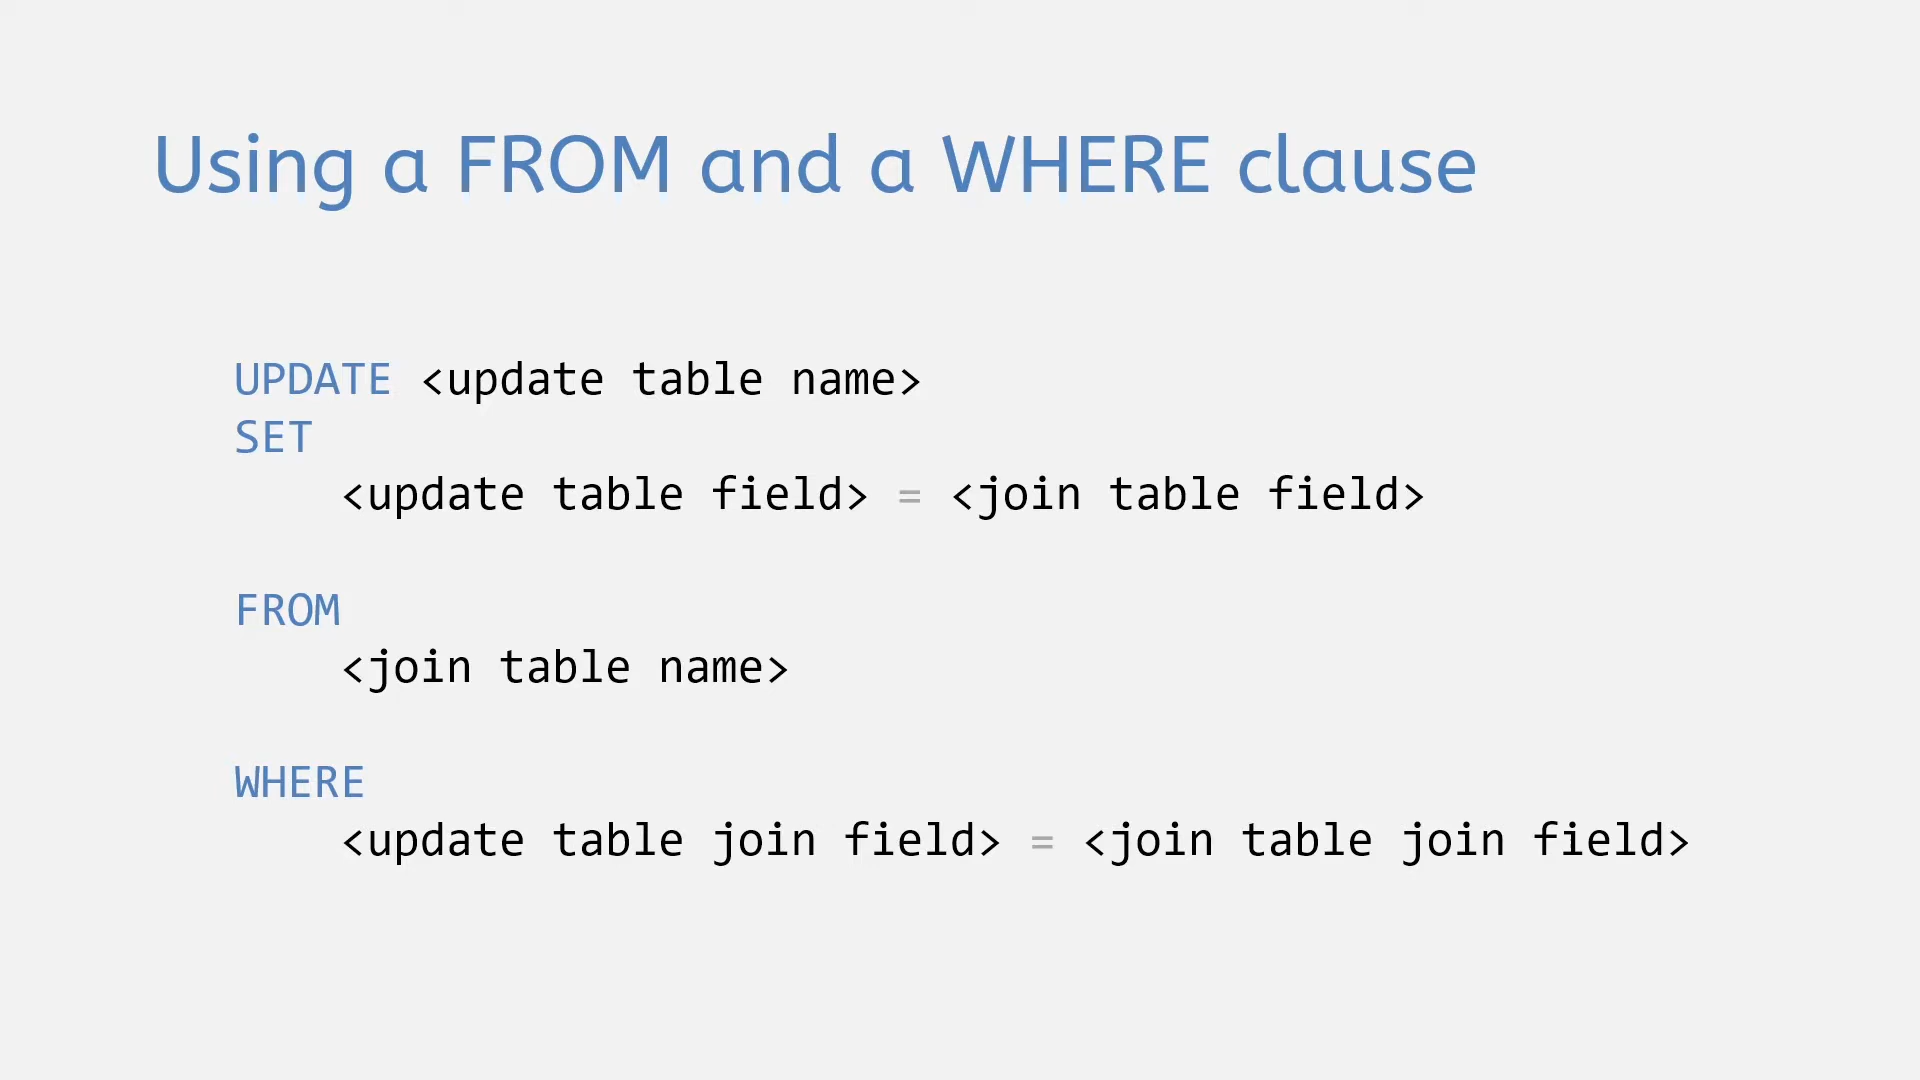 Using a FROM and a WHERE clause
UPDATE <update table name>
SET
<update table field> = <join table field>
FROM
<join table name>
WHERE
<update table join field> = <join table join field>